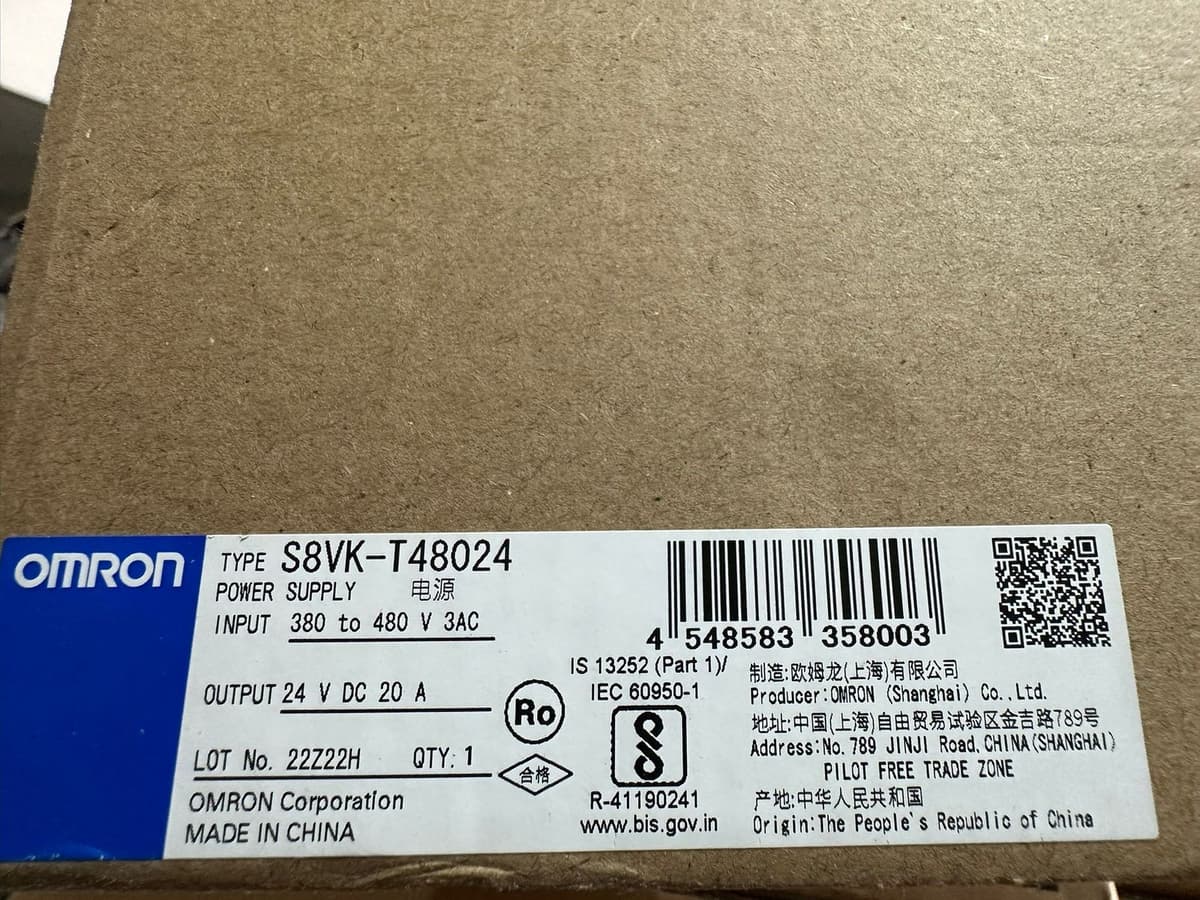 OMRON
TYPE S8VK-T48024
POWER SUPPLY 电源
INPUT 380 to 480 V 3AC
OUTPUT 24 V DC 20 A
LOT No. 22Z22H QTY: 1
OMRON Corporation
MADE IN CHINA
Ro
合格
4 548583 358003
IS 13252 (Part 1)/
IEC 60950-1
R-41190241
www.bis.gov.in
制造:欧姆龙(上海)有限公司
Producer:OMRON (Shanghai) Co.,Ltd.
地址:中国(上海)自由贸易试验区金吉路789号
Address:No.789 JINJI Road,CHINA(SHANGHAI)
PILOT FREE TRADE ZONE
产地:中华人民共和国
Origin:The People's Republic of China